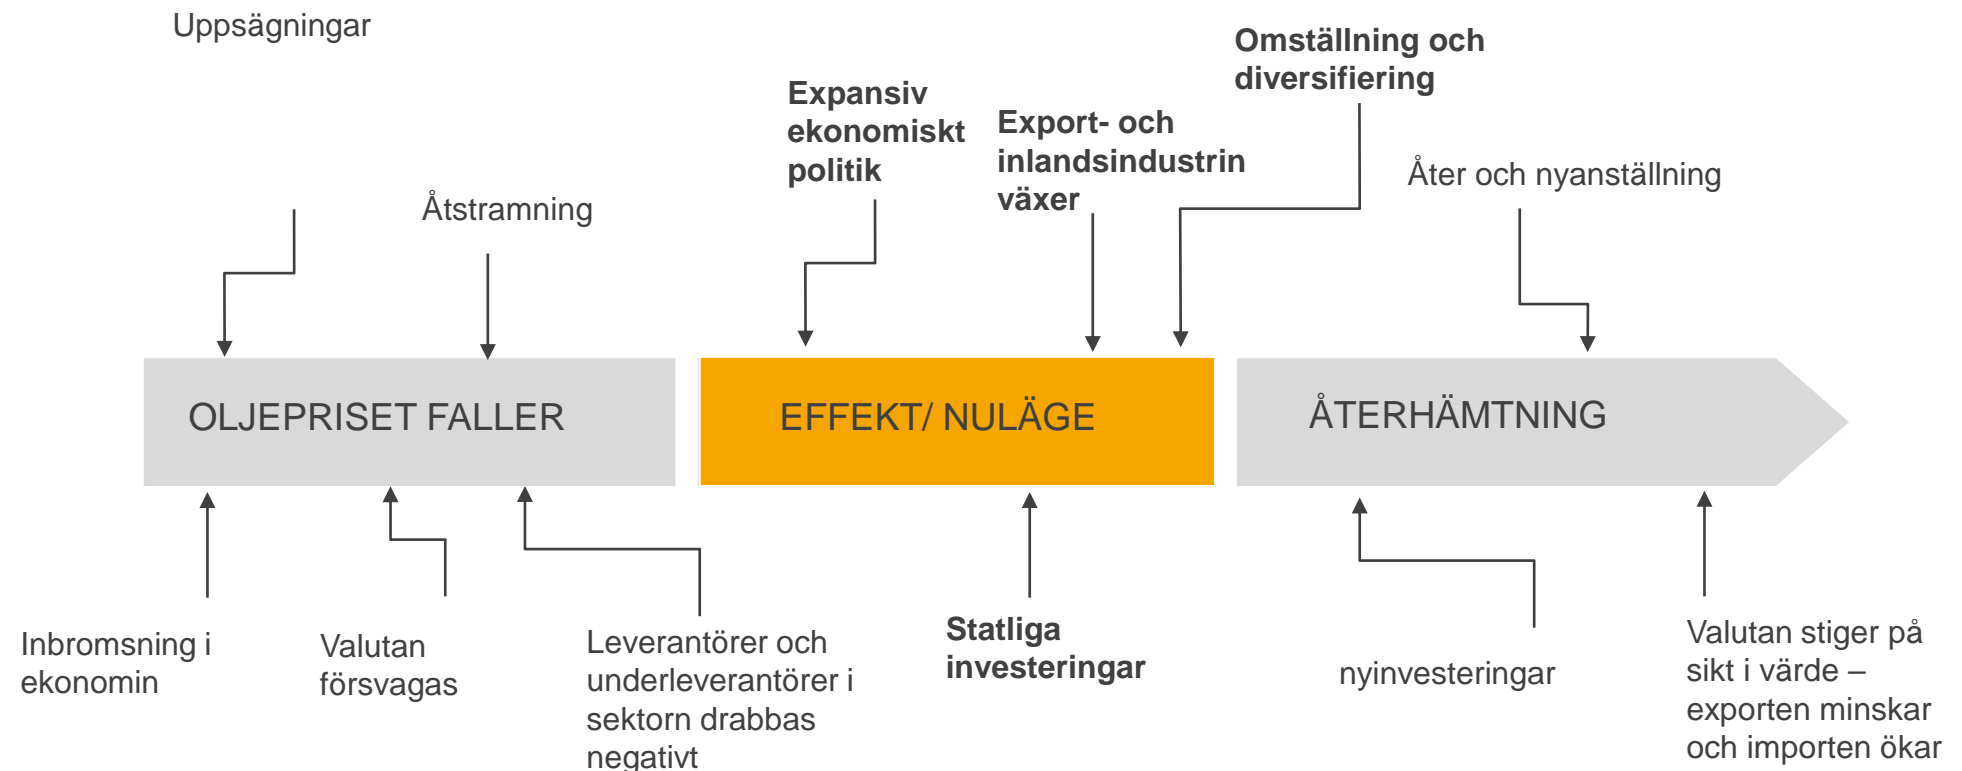 Uppsägningar
Omställning och
diversifiering
Expansiv
ekonomiskt
politik
Export- och
inlandsindustrin
växer
Åter och nyanställning
Åtstramning
OLJEPRISET FALLER
EFFEKT/ NULÄGE
ÅTERHÄMTNING
Inbromsning i
ekonomin
Valutan
försvagas
Leverantörer och
underleverantörer i
sektorn drabbas
negativt
Statliga
investeringar
nyinvesteringar
Valutan stiger på
sikt i värde –
exporten minskar
och importen ökar